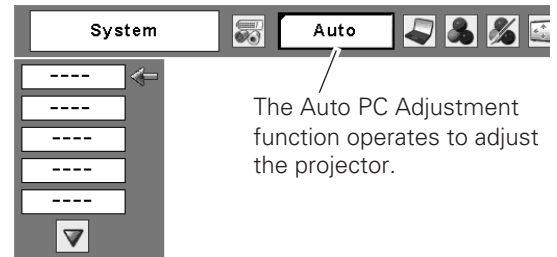 System Auto
----
----
----
----
----
The Auto PC Adjustment
function operates to adjust
the projector.